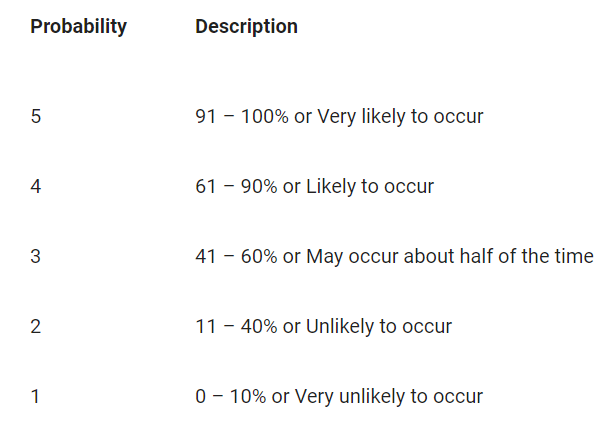 Probability Description
5 91 – 100% or Very likely to occur
4 61 – 90% or Likely to occur
3 41 – 60% or May occur about half of the time
2 11 – 40% or Unlikely to occur
1 0 – 10% or Very unlikely to occur